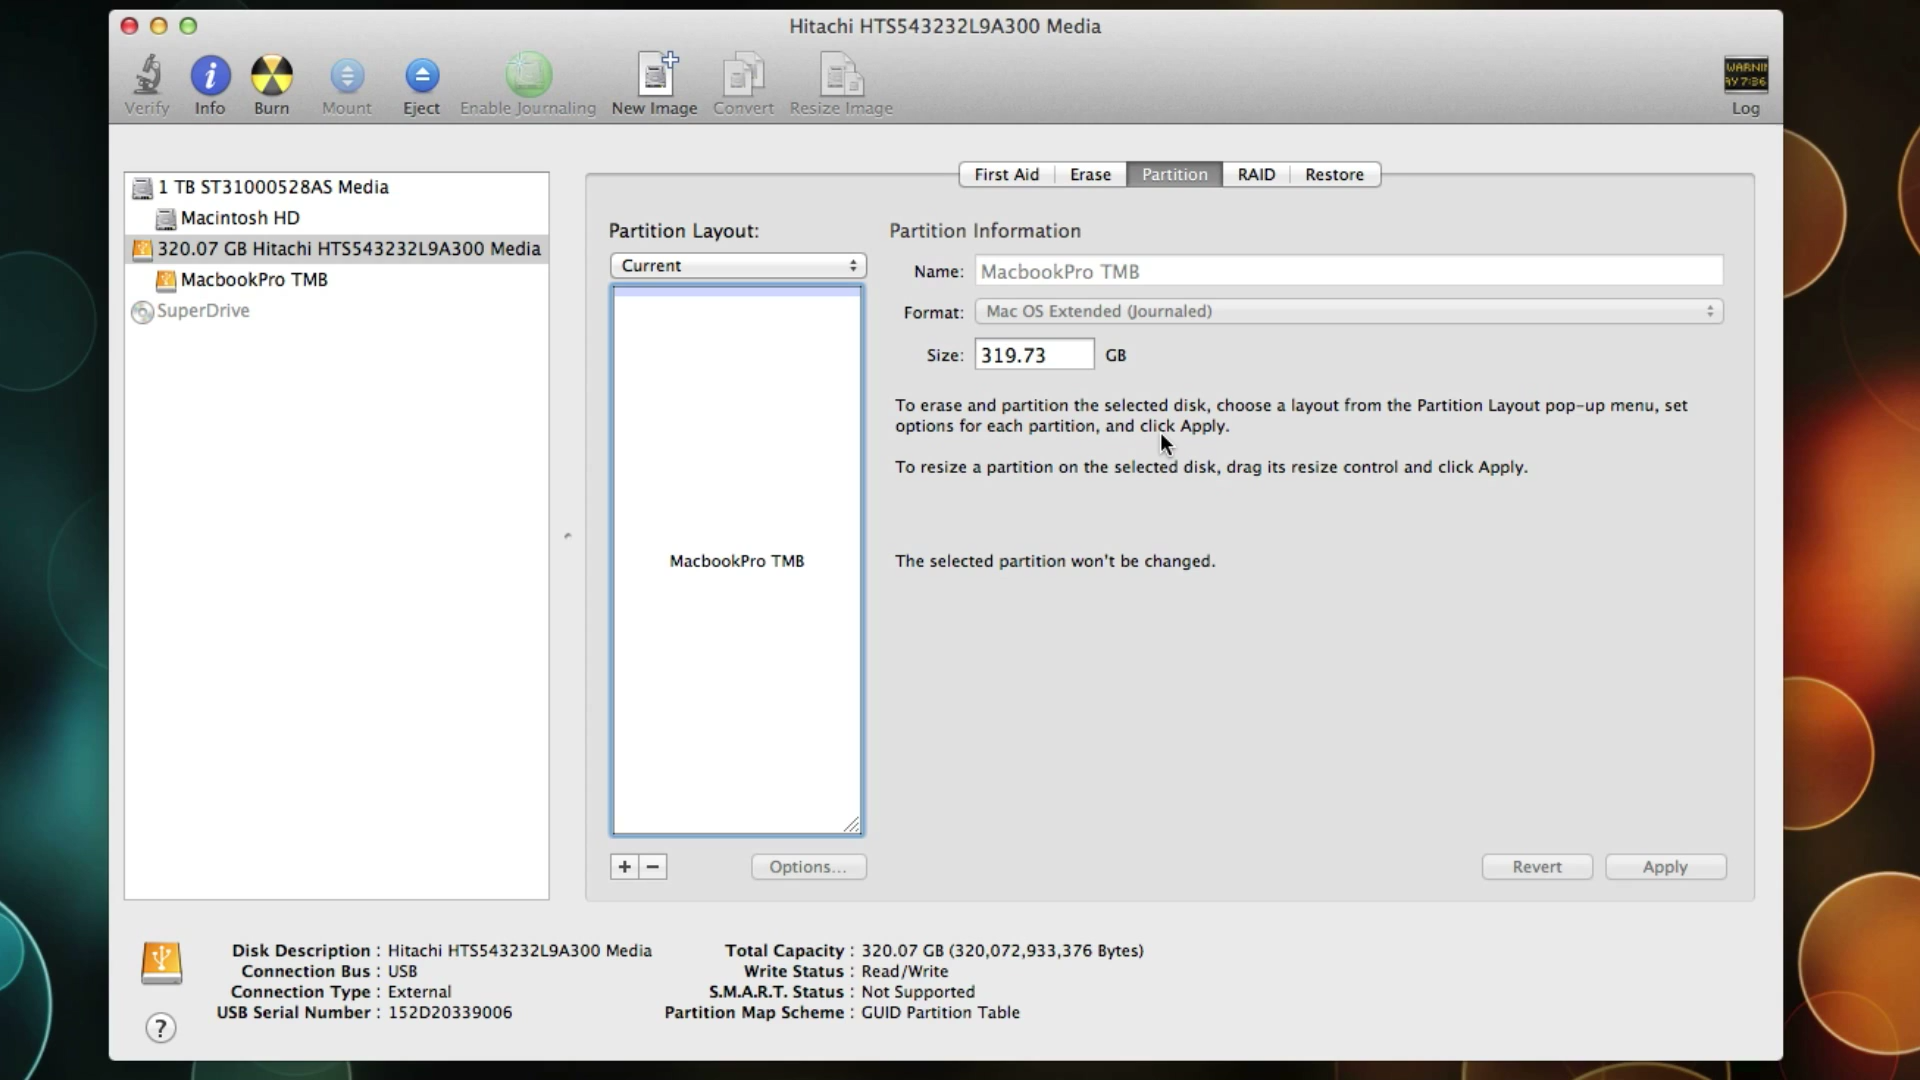 Hitachi HTS543232L9A300 Media
Verify Info Burn Mount Eject Enable Journaling New Image Convert Resize Image
WARNIN
AY 7:36
Log
1 TB ST31000528AS Media
Macintosh HD
320.07 GB Hitachi HTS543232L9A300 Media
MacbookPro TMB
SuperDrive
First Aid Erase Partition RAID Restore
Partition Layout:
Current
MacbookPro TMB
+ − Options...
Partition Information
Name: MacbookPro TMB
Format: Mac OS Extended (Journaled)
Size: 319.73 GB
To erase and partition the selected disk, choose a layout from the Partition Layout pop-up menu, set
options for each partition, and click Apply.
To resize a partition on the selected disk, drag its resize control and click Apply.
The selected partition won't be changed.
Revert Apply
Disk Description : Hitachi HTS543232L9A300 Media
Connection Bus : USB
Connection Type : External
USB Serial Number : 152D20339006
Total Capacity : 320.07 GB (320,072,933,376 Bytes)
Write Status : Read/Write
S.M.A.R.T. Status : Not Supported
Partition Map Scheme : GUID Partition Table
?